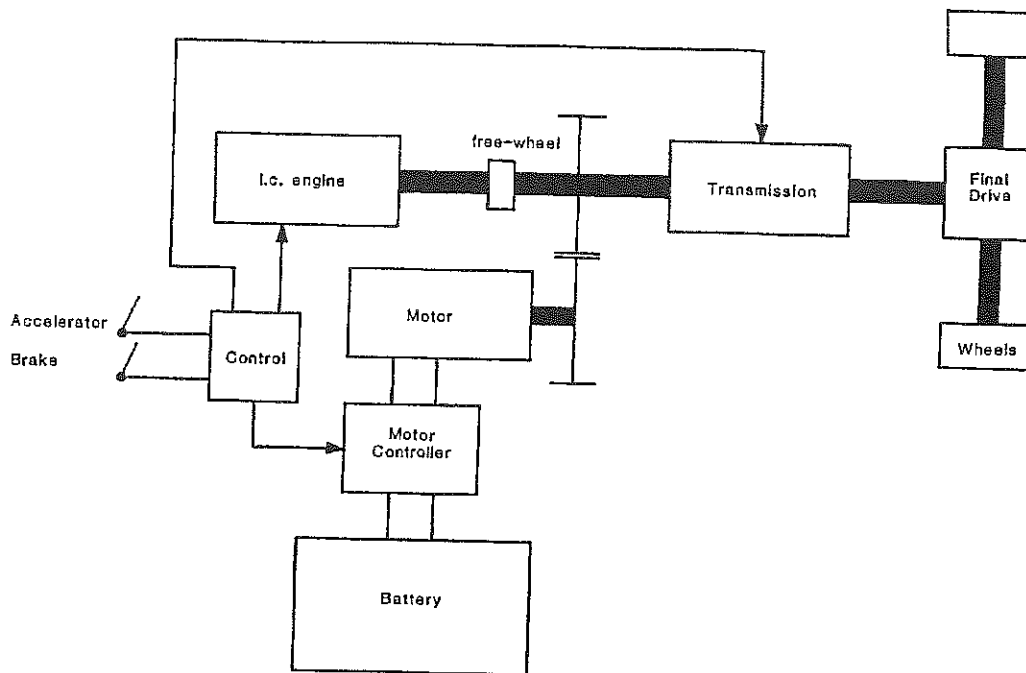 free-wheel
i.c. engine
Transmission
Final
Drive
Accelerator
Brake
Control
Motor
Wheels
Motor
Controller
Battery